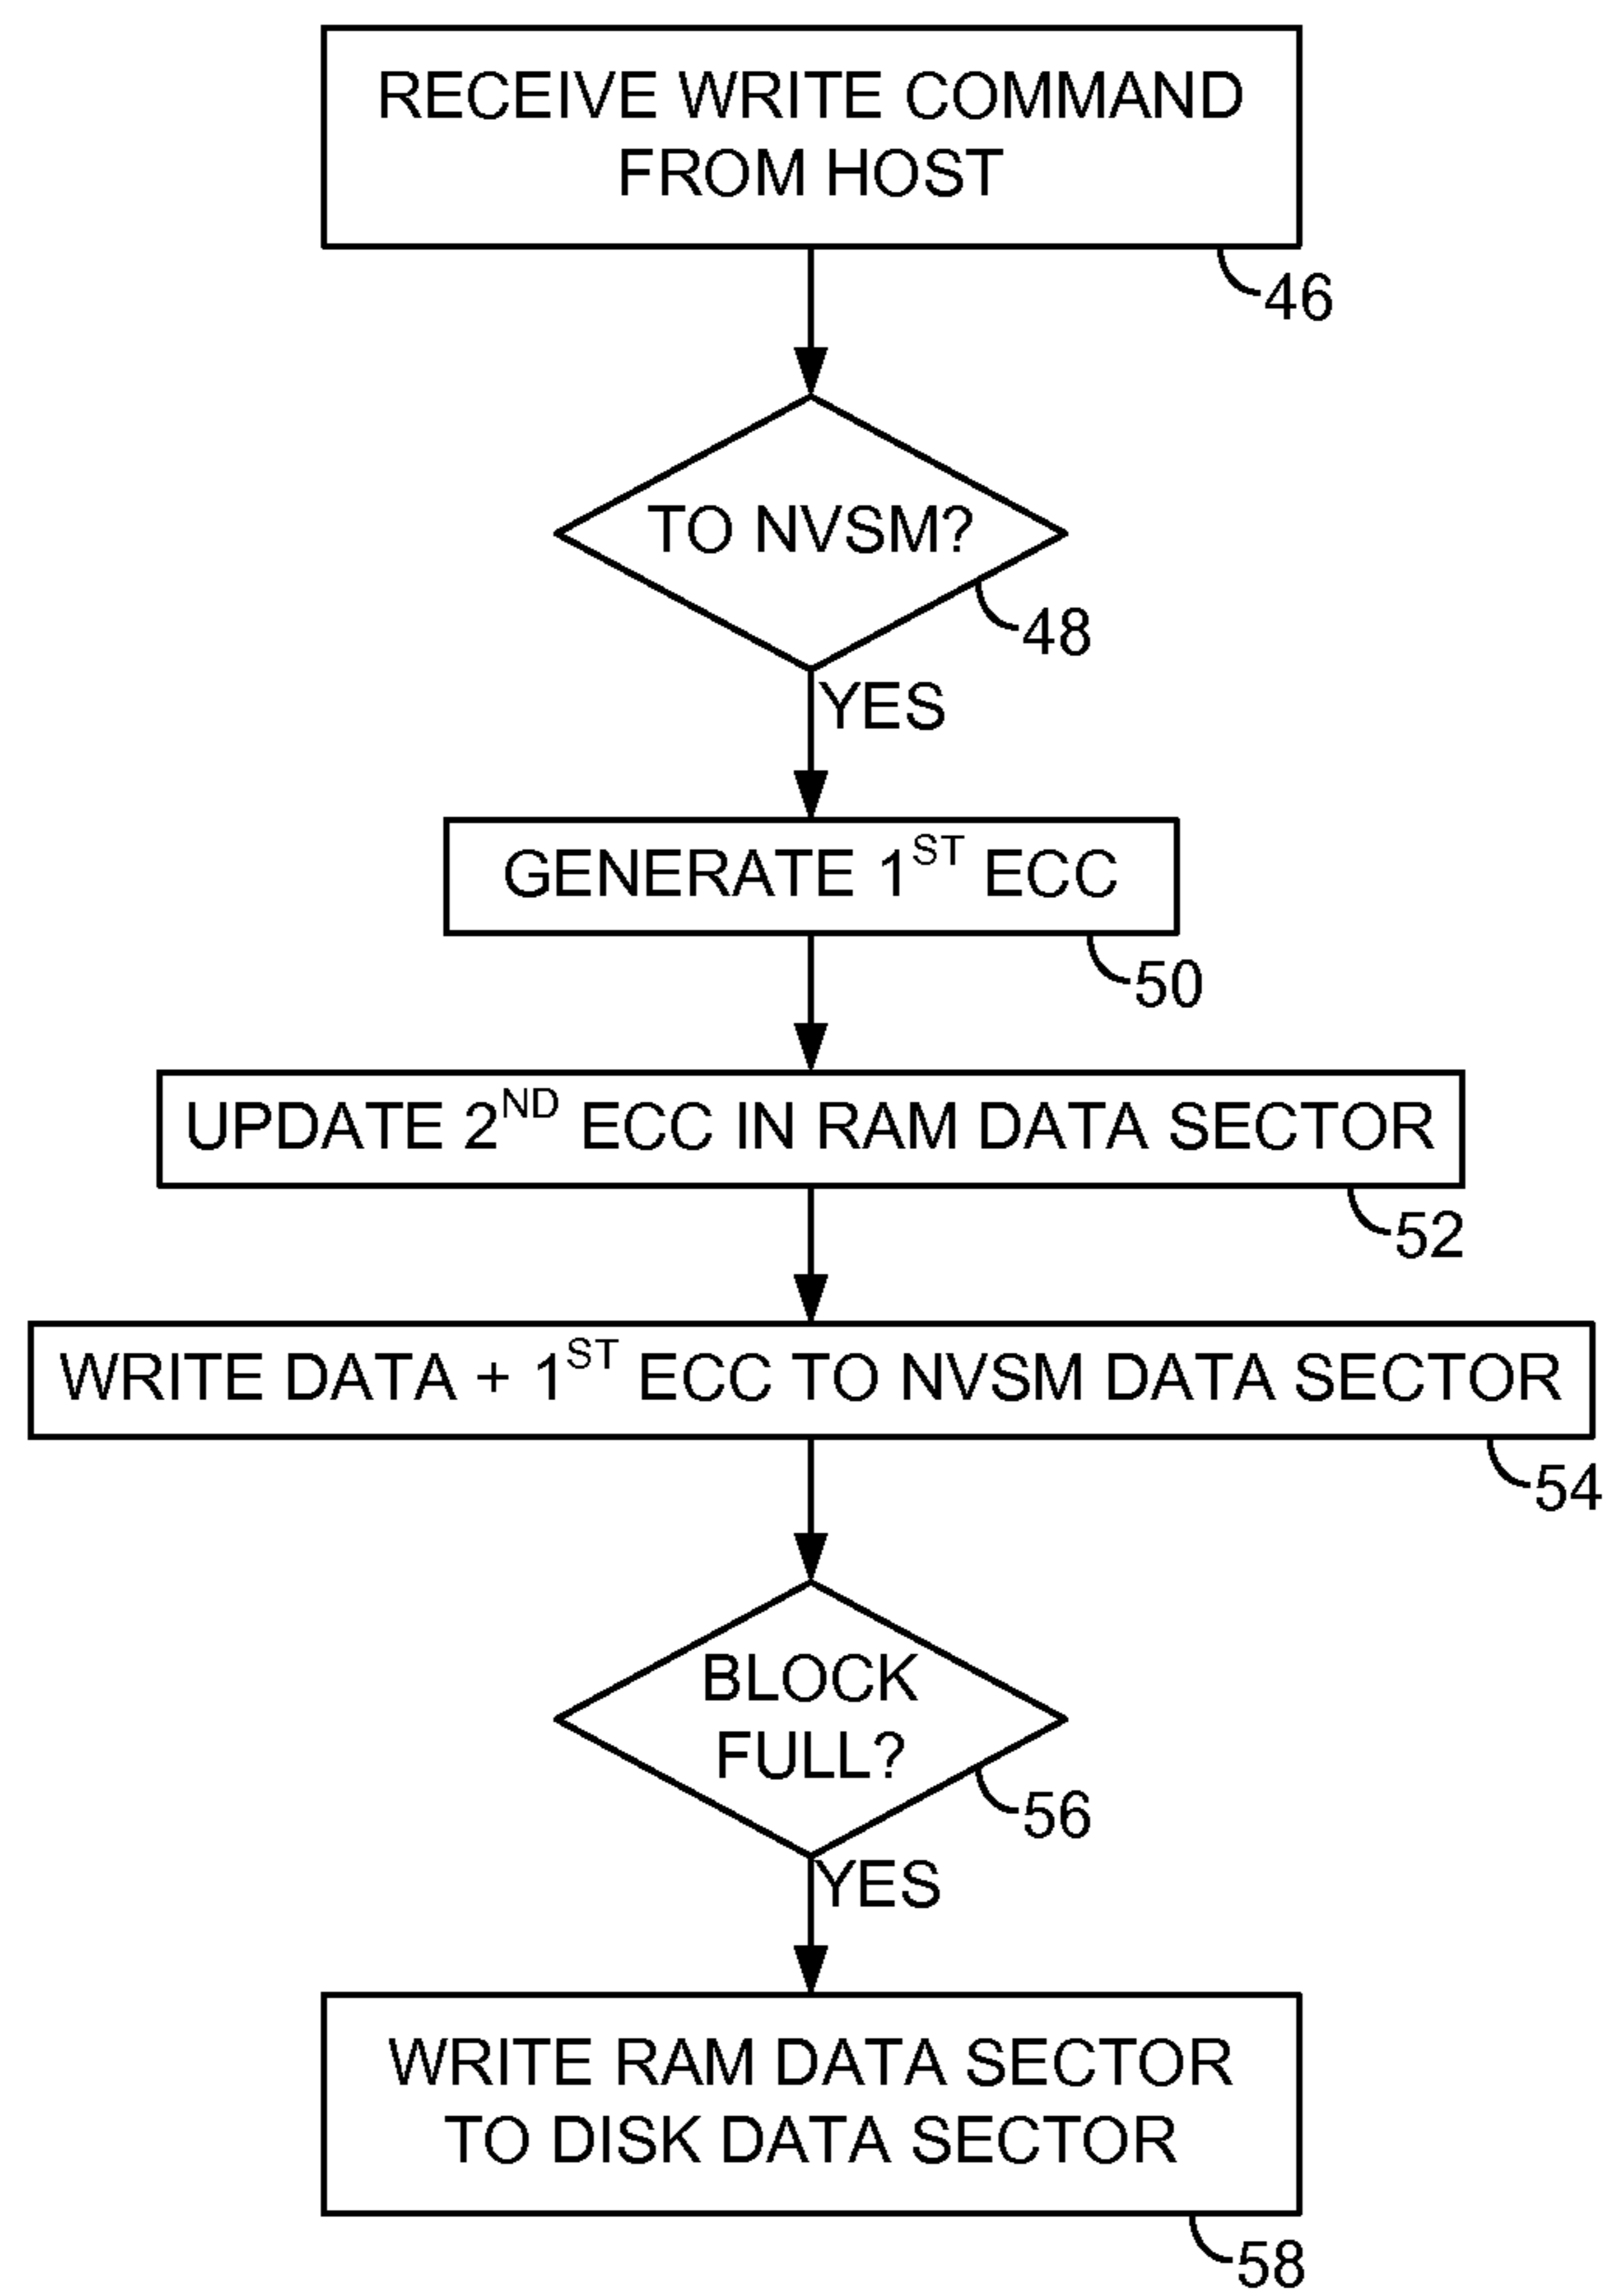 RECEIVE WRITE COMMAND
FROM HOST
46
TO NVSM?
48
YES
GENERATE 1ST ECC
50
UPDATE 2ND ECC IN RAM DATA SECTOR
52
WRITE DATA + 1ST ECC TO NVSM DATA SECTOR
54
BLOCK
FULL?
56
YES
WRITE RAM DATA SECTOR
TO DISK DATA SECTOR
58